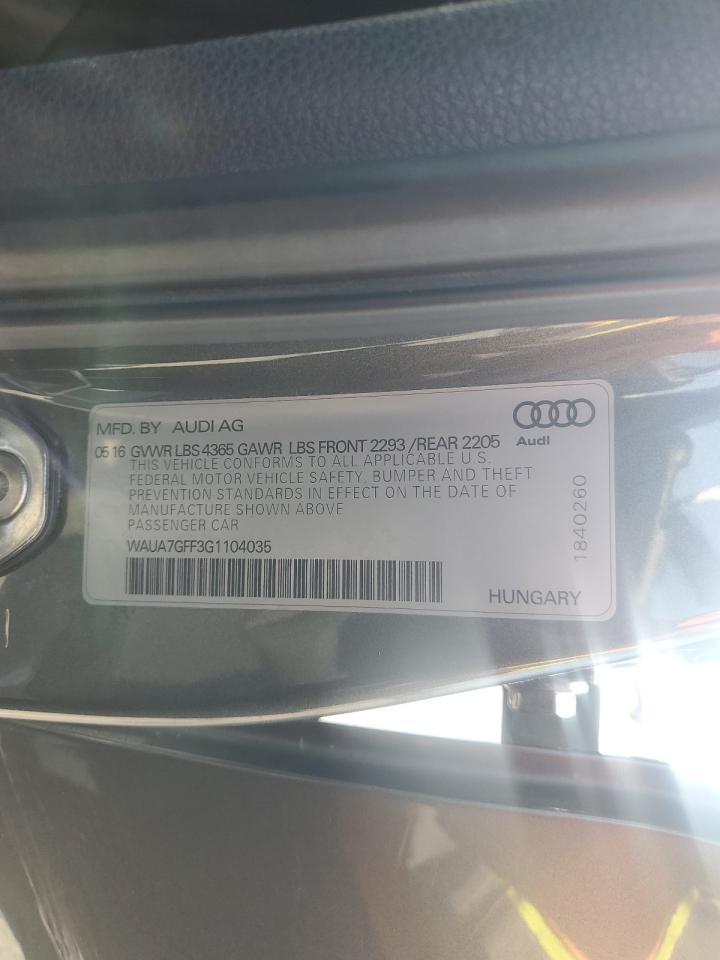 MFD. BY AUDI AG
05 16 GVWR LBS 4365 GAWR LBS FRONT 2293 /REAR 2205
Audi
THIS VEHICLE CONFORMS TO ALL APPLICABLE U.S.
FEDERAL MOTOR VEHICLE SAFETY, BUMPER AND THEFT
PREVENTION STANDARDS IN EFFECT ON THE DATE OF
MANUFACTURE SHOWN ABOVE
PASSENGER CAR
WAUA7GFF3G1104035
HUNGARY
1840260